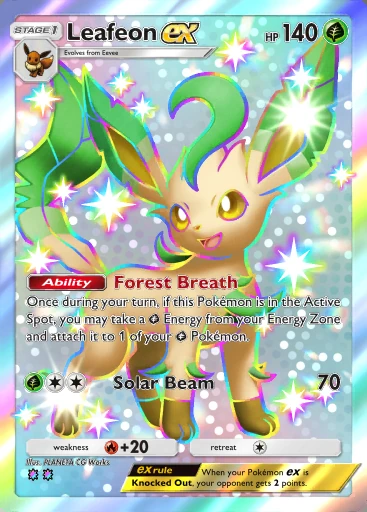 STAGE 1
Leafeon ex
HP 140
Evolves from Eevee
Ability Forest Breath
Once during your turn, if this Pokémon is in the Active
Spot, you may take a Energy from your Energy Zone
and attach it to 1 of your Pokémon.
Solar Beam 70
weakness +20 retreat
Illus. PLANETA CG Works
ex rule When your Pokémon ex is
Knocked Out, your opponent gets 2 points.